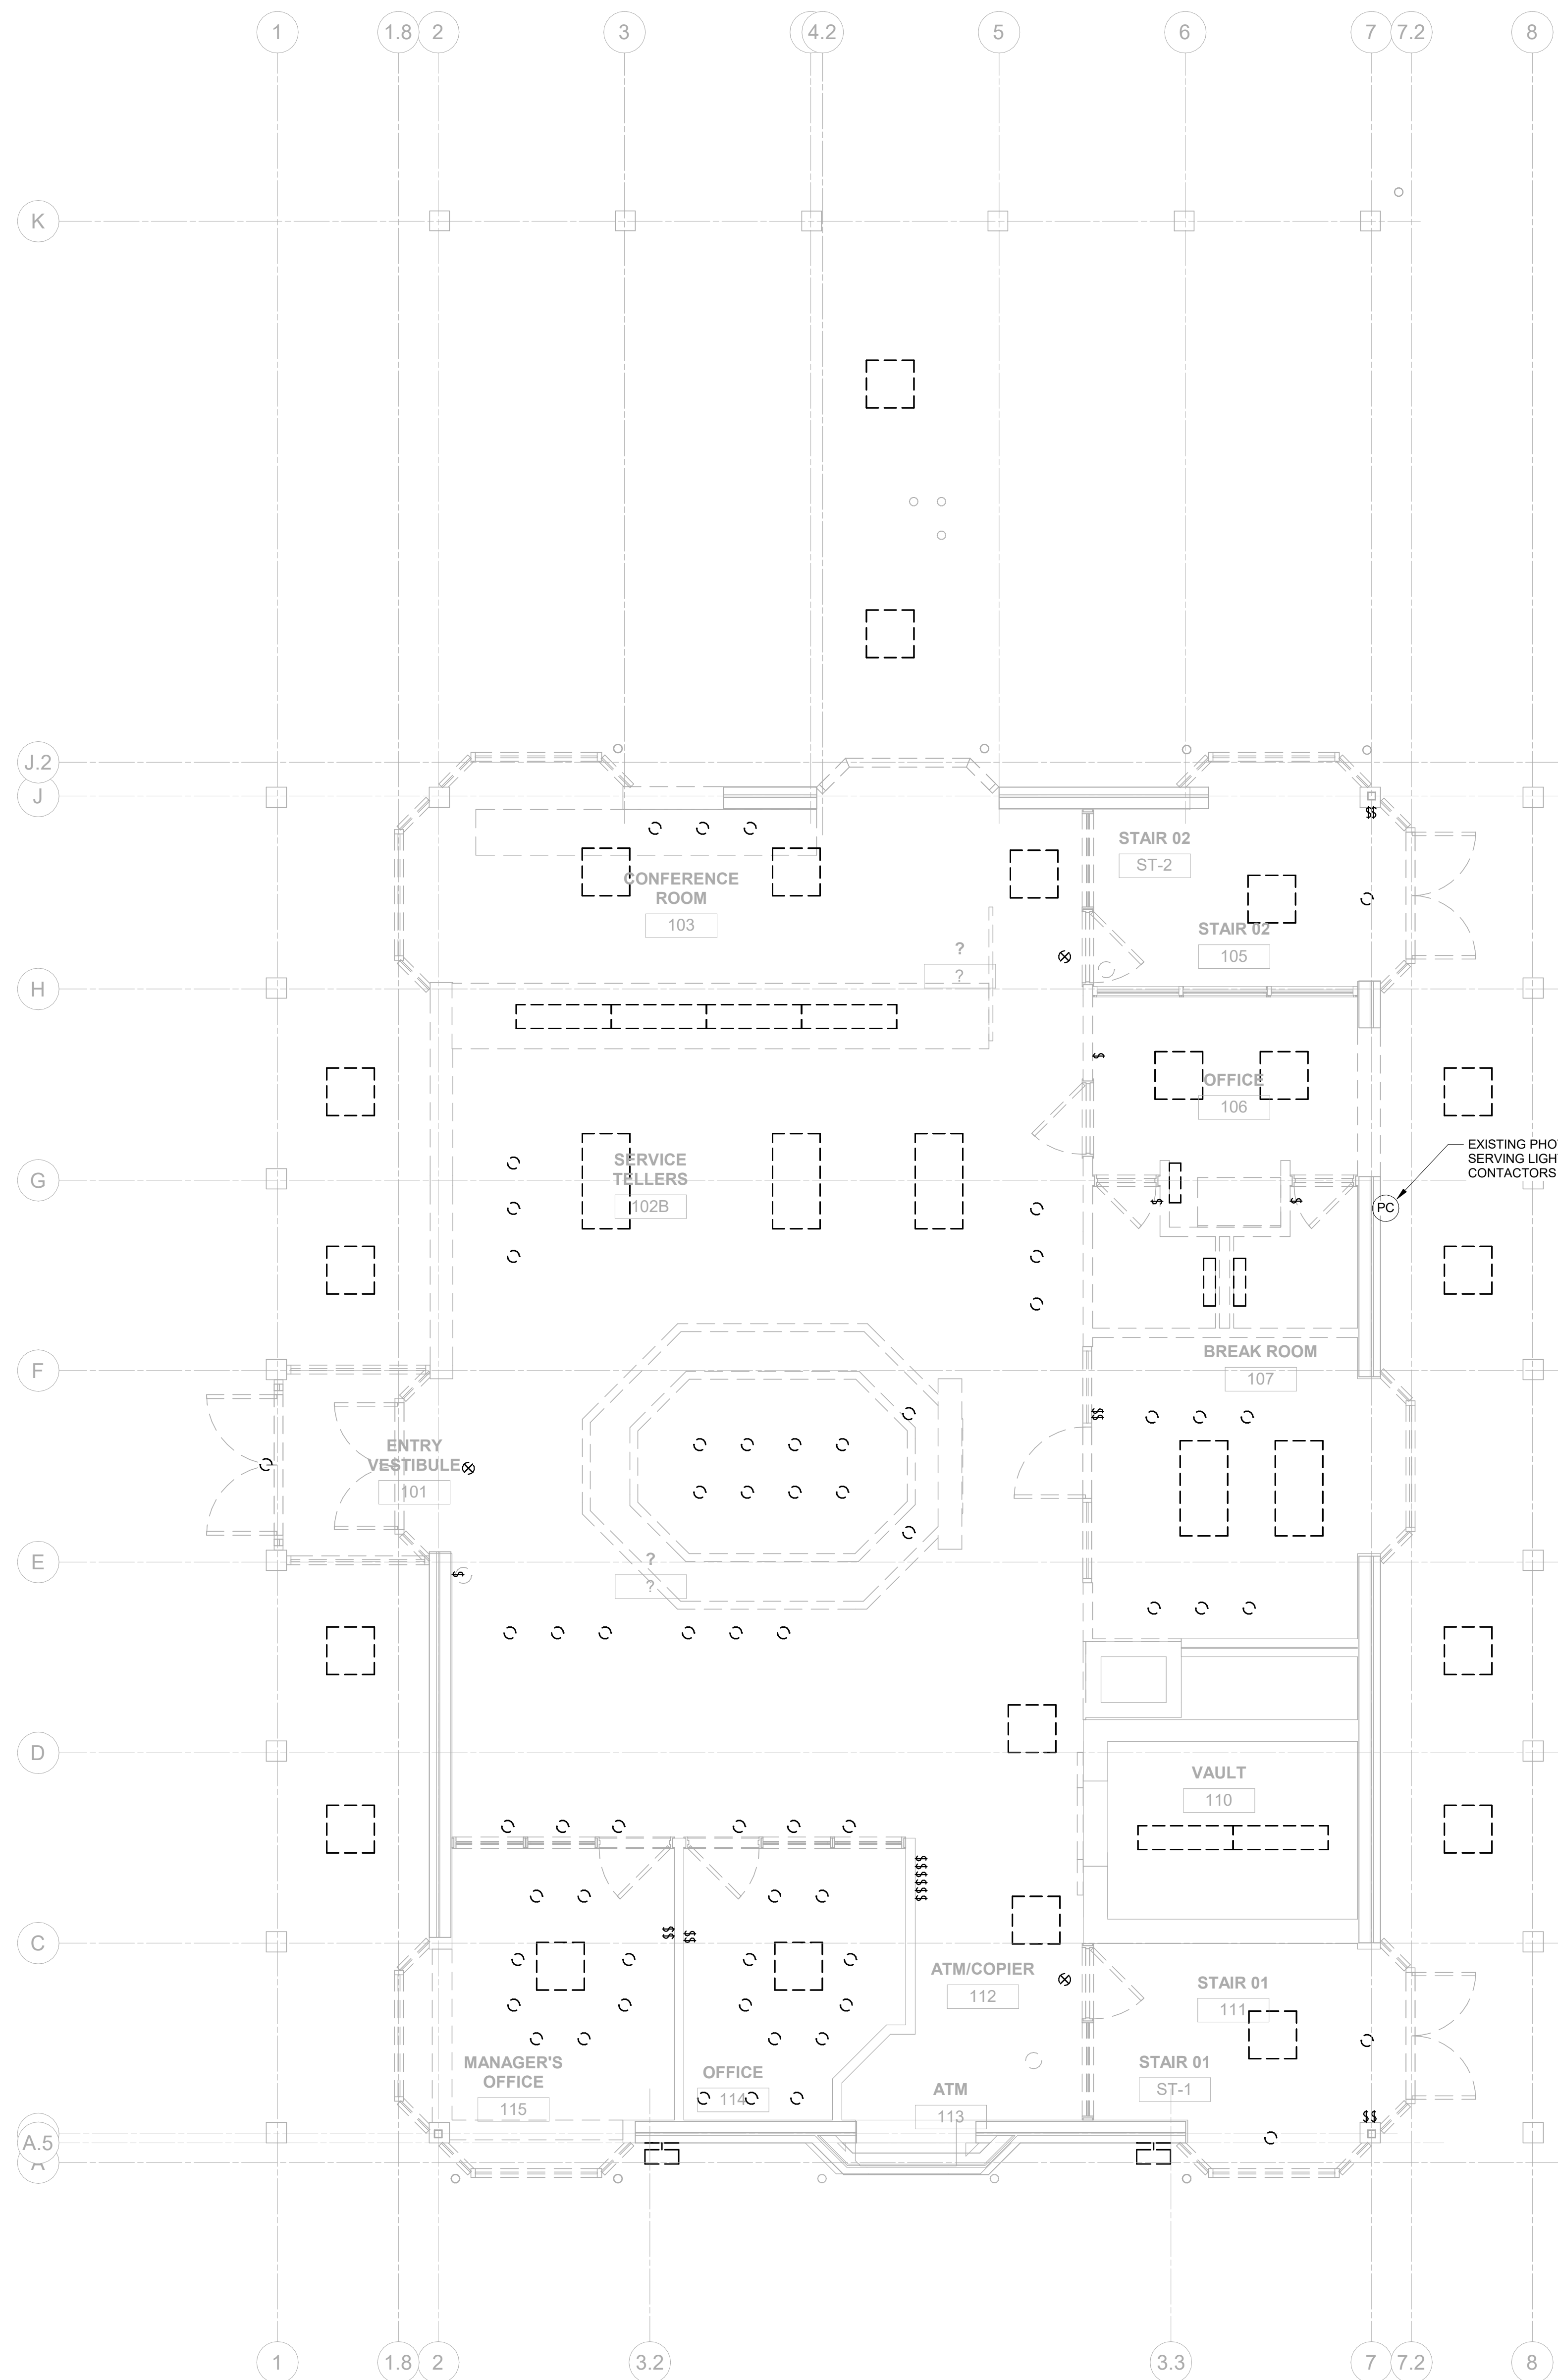 1 1.8 2 3 4.2 5 6 7 7.2 8
K
J.2
J
STAIR 02
ST-2
CONFERENCE
ROOM
103
STAIR 02
105
?
?
H
OFFICE
106
EXISTING PHO
SERVING LIGH
CONTACTORS
SERVICE
TELLERS
102B
G
PC
BREAK ROOM
107
F
$$
ENTRY
VESTIBULE
101
E
?
?
$
D
VAULT
110
C
ATM/COPIER
112
STAIR 01
111
MANAGER'S
OFFICE
115
OFFICE
114
ATM
113
STAIR 01
ST-1
$$
A.5
A
1 1.8 2 3.2 3.3 7 7.2 8